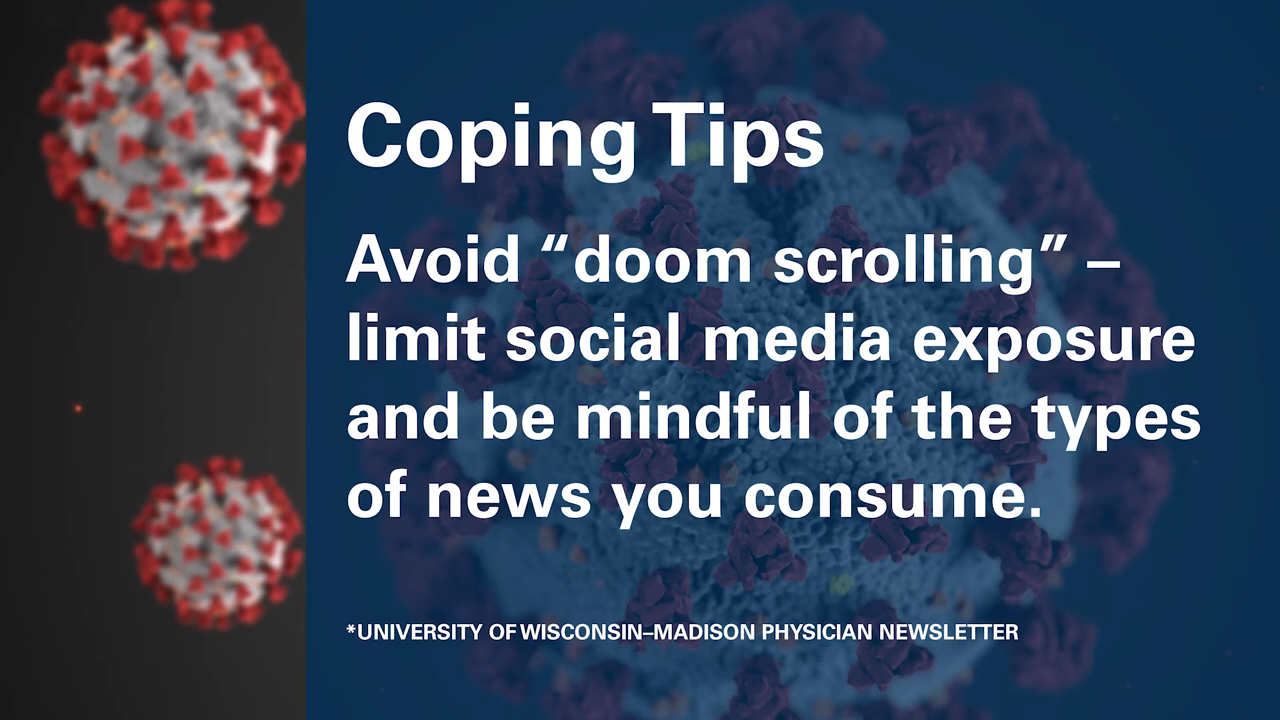 Coping Tips
Avoid “doom scrolling” –
limit social media exposure
and be mindful of the types
of news you consume.
*UNIVERSITY OF WISCONSIN–MADISON PHYSICIAN NEWSLETTER